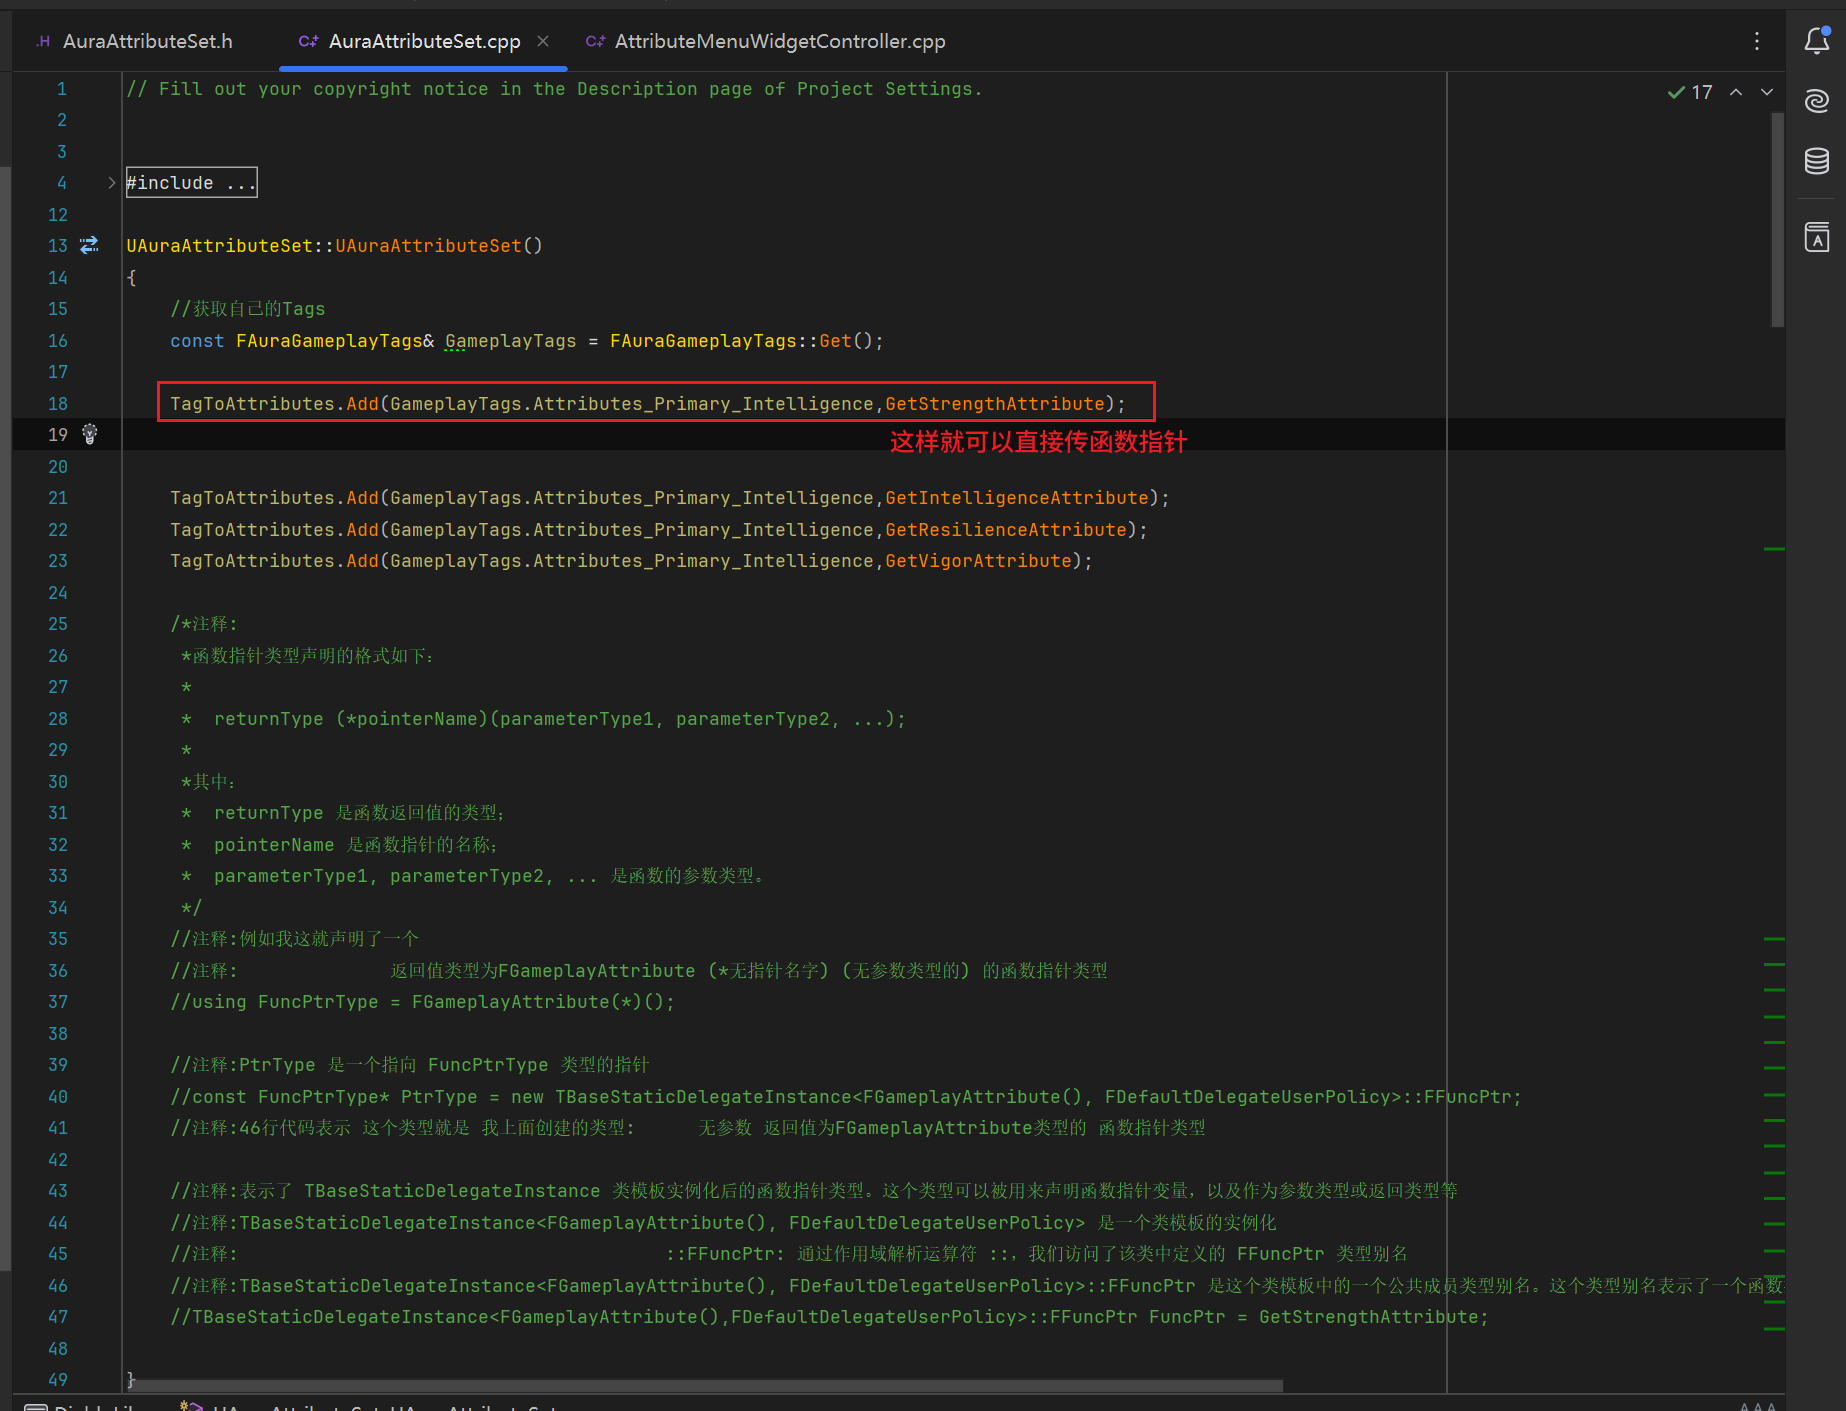 AuraAttributeSet.h
AuraAttributeSet.cpp
AttributeMenuWidgetController.cpp
1 // Fill out your copyright notice in the Description page of Project Settings.
17
2
3
4 #include ...
12
13 UAuraAttributeSet::UAuraAttributeSet()
14 {
15 //获取自己的Tags
16 const FAuraGameplayTags& GameplayTags = FAuraGameplayTags::Get();
17
18 TagToAttributes.Add(GameplayTags.Attributes_Primary_Intelligence,GetStrengthAttribute);
19
这样就可以直接传函数指针
20
21 TagToAttributes.Add(GameplayTags.Attributes_Primary_Intelligence,GetIntelligenceAttribute);
22 TagToAttributes.Add(GameplayTags.Attributes_Primary_Intelligence,GetResilienceAttribute);
23 TagToAttributes.Add(GameplayTags.Attributes_Primary_Intelligence,GetVigorAttribute);
24
25 /*注释:
26 *函数指针类型声明的格式如下:
27 *
28 * returnType (*pointerName)(parameterType1, parameterType2, ...);
29 *
30 *其中:
31 * returnType 是函数返回值的类型;
32 * pointerName 是函数指针的名称;
33 * parameterType1, parameterType2, ... 是函数的参数类型。
34 */
35 //注释:例如我这就声明了一个
36 //注释: 返回值类型为FGameplayAttribute (*无指针名字) (无参数类型的) 的函数指针类型
37 //using FuncPtrType = FGameplayAttribute(*)();
38
39 //注释:PtrType 是一个指向 FuncPtrType 类型的指针
40 //const FuncPtrType* PtrType = new TBaseStaticDelegateInstance<FGameplayAttribute(), FDefaultDelegateUserPolicy>::FFuncPtr;
41 //注释:46行代码表示 这个类型就是 我上面创建的类型: 无参数 返回值为FGameplayAttribute类型的 函数指针类型
42
43 //注释:表示了 TBaseStaticDelegateInstance 类模板实例化后的函数指针类型。这个类型可以被用来声明函数指针变量，以及作为参数类型或返回类型等
44 //注释:TBaseStaticDelegateInstance<FGameplayAttribute(), FDefaultDelegateUserPolicy> 是一个类模板的实例化
45 //注释: ::FFuncPtr: 通过作用域解析运算符 ::，我们访问了该类中定义的 FFuncPtr 类型别名
46 //注释:TBaseStaticDelegateInstance<FGameplayAttribute(), FDefaultDelegateUserPolicy>::FFuncPtr 是这个类模板中的一个公共成员类型别名。这个类型别名表示了一个函数
47 //TBaseStaticDelegateInstance<FGameplayAttribute(),FDefaultDelegateUserPolicy>::FFuncPtr FuncPtr = GetStrengthAttribute;
48
49 }